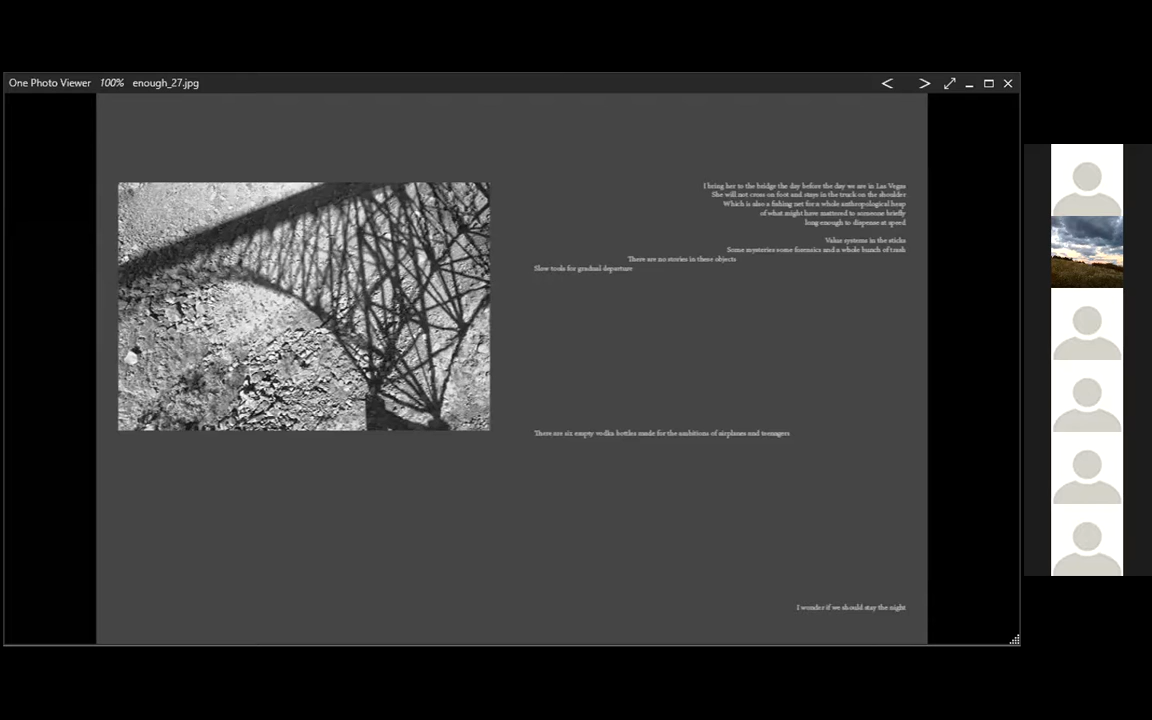 One Photo Viewer 100% enough_27.jpg
I bring her to the bridge the day before the day we are in Las Vegas
She will not cross on foot and stays in the truck on the shoulder
Which is also a fishing net for a whole anthropological heap
of what might have mattered to someone briefly
long enough to dispense at speed
Value systems in the sticks
Some mysteries some forensics and a whole bunch of trash
There are no stories in these objects
Slow tools for gradual departure
There are six empty vodka bottles made for the ambitions of airplanes and teenagers
I wonder if we should stay the night